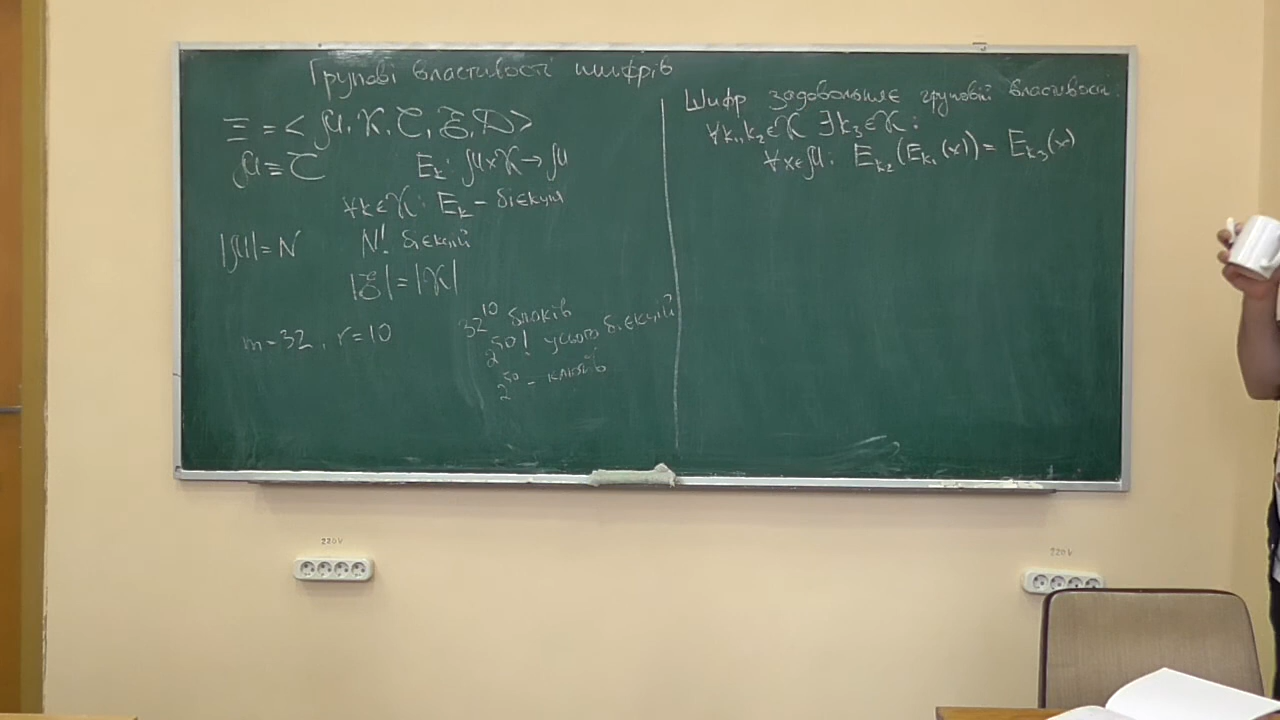 Групові властивості шифрів
Ξ = < ℳ, 𝒦, 𝒞, ℰ, 𝒟 >
ℳ ≡ 𝒞 E_k : ℳ × 𝒦 → ℳ
∀k ∈ 𝒦 : E_k – бієкція
|ℳ| = N N! бієкцій
|ℰ| = |𝒦|
m = 32, r = 10
32^10 блоків
2^50! усього бієкцій
2^50 – ключів
Шифр задовольняє груповій властивості:
∀k₁, k₂ ∈ 𝒦 ∃k₃ ∈ 𝒦 :
∀x ∈ ℳ : E_k₂(E_k₁(x)) = E_k₃(x)
220V
220V